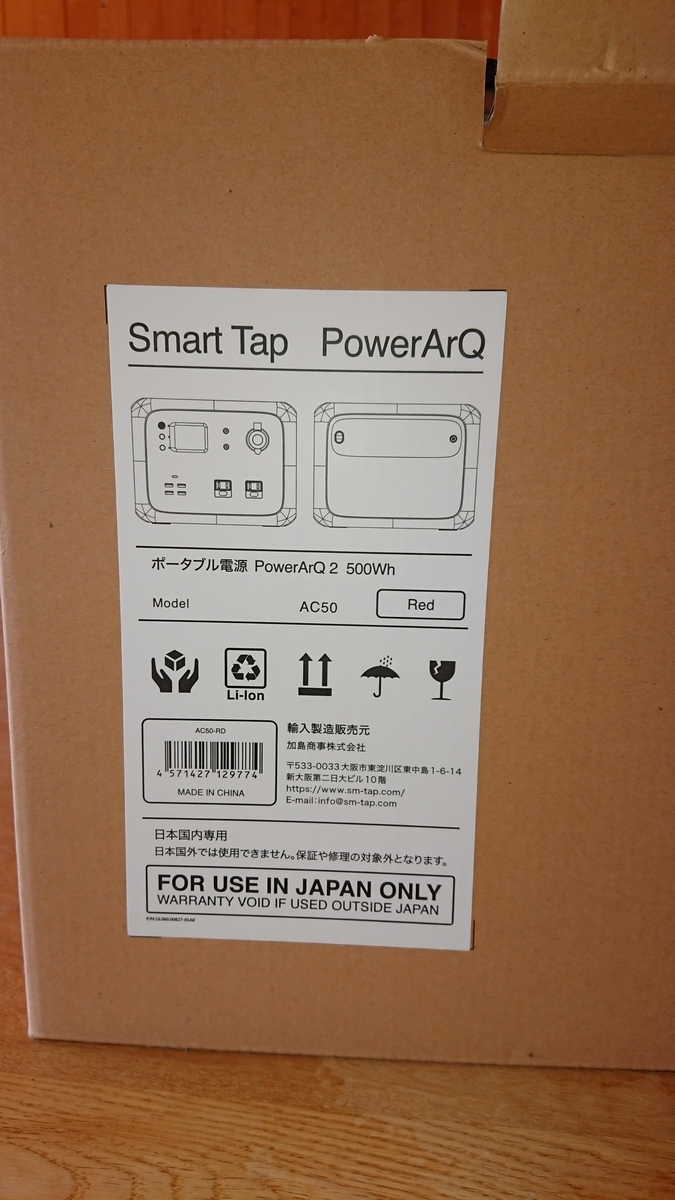 Smart Tap PowerArQ
ポータブル電源 PowerArQ 2 500Wh
Model AC50 Red
Li-Ion
AC50-RD
4 571427 129774
MADE IN CHINA
輸入製造販売元
加島商事株式会社
〒533-0033 大阪市東淀川区東中島1-6-14
新大阪第二日大ビル10階
https://www.sm-tap.com/
E-mail:info@sm-tap.com
日本国内専用
日本国外では使用できません。保証や修理の対象外となります。
FOR USE IN JAPAN ONLY
WARRANTY VOID IF USED OUTSIDE JAPAN
P/N:16.060.00827-01A0